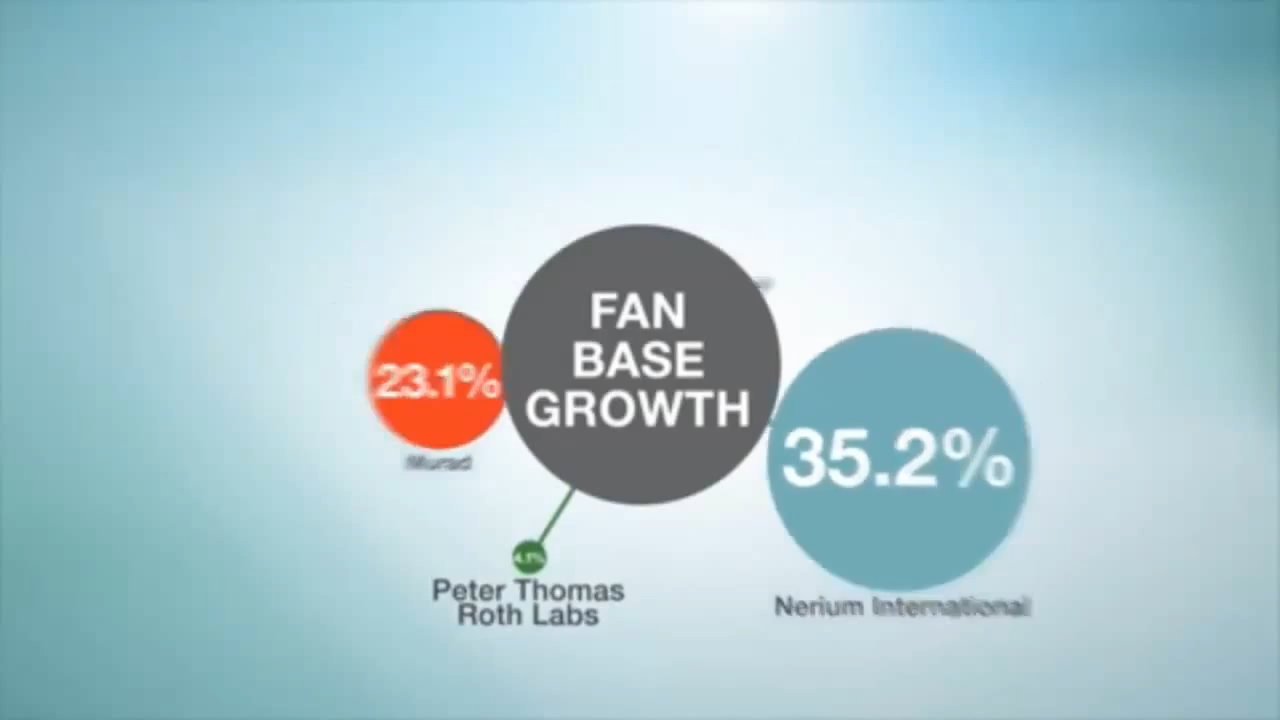 FAN
BASE
GROWTH
23.1%
Murad
35.2%
Nerium International
Peter Thomas
Roth Labs